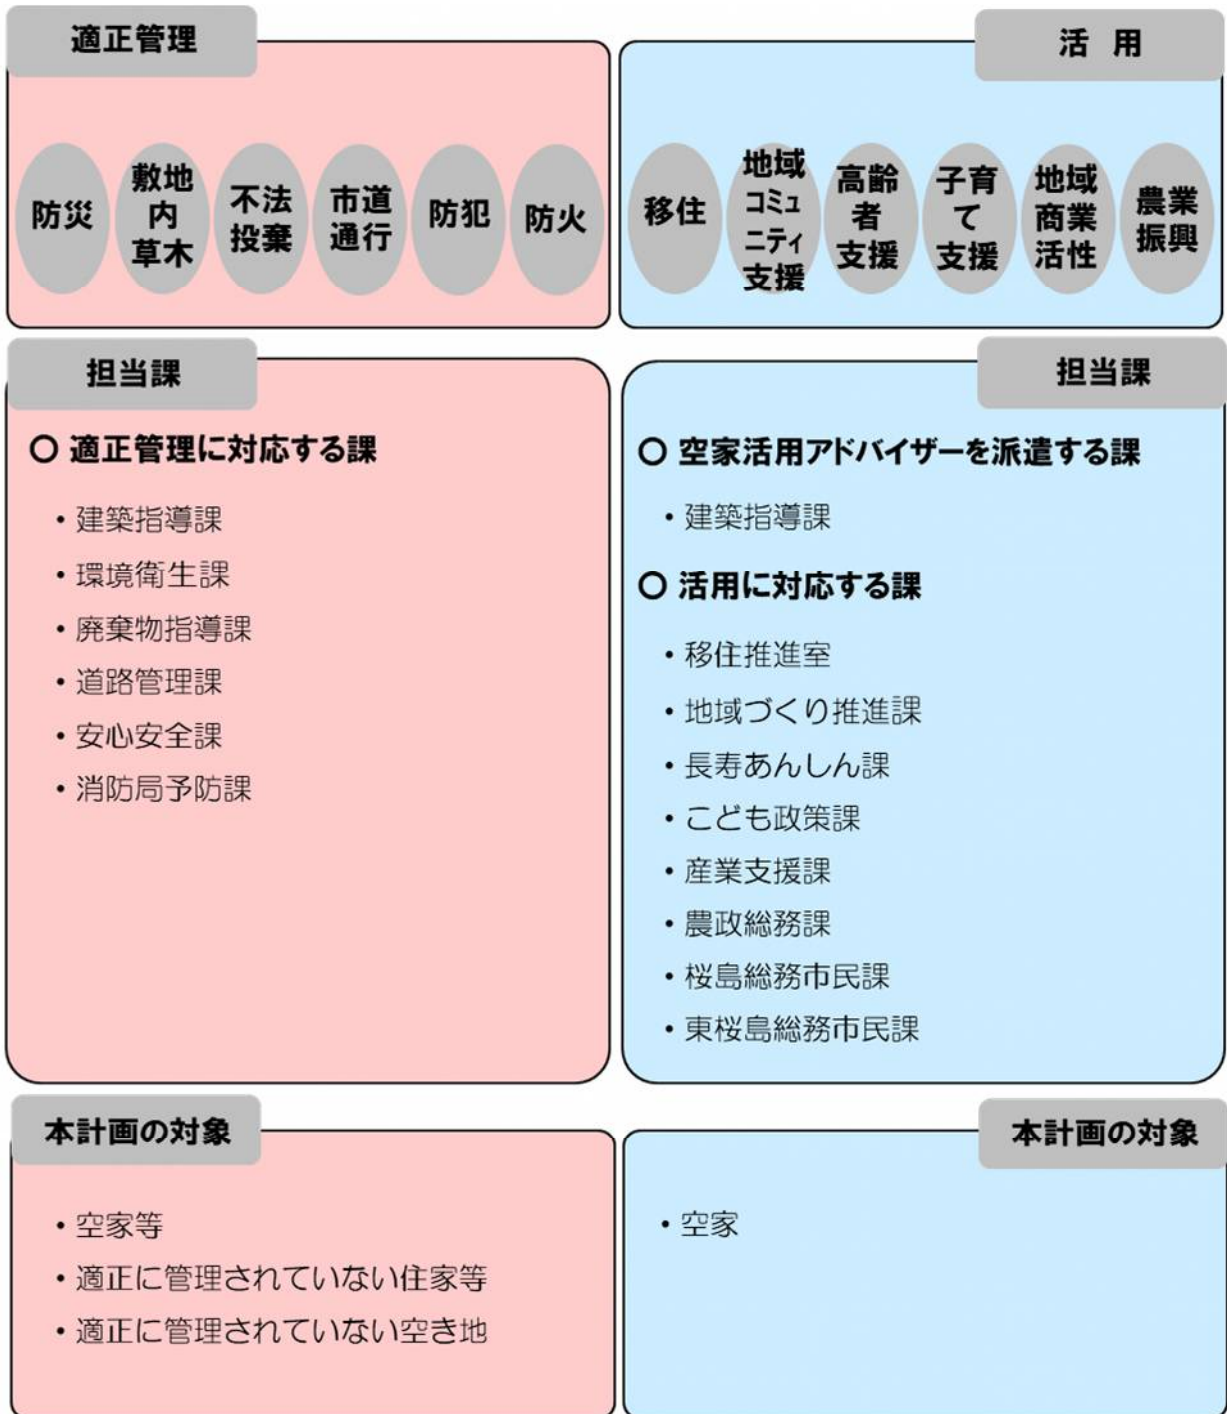 適正管理
防災
敷地
内
草木
不法
投棄
市道
通行
防犯
防火
活 用
移住
地域
コミュ
ニティ
支援
高齢
者
支援
子育
て
支援
地域
商業
活性
農業
振興
担当課
〇 適正管理に対応する課
・建築指導課
・環境衛生課
・廃棄物指導課
・道路管理課
・安心安全課
・消防局予防課
担当課
〇 空家活用アドバイザーを派遣する課
・建築指導課
〇 活用に対応する課
・移住推進室
・地域づくり推進課
・長寿あんしん課
・こども政策課
・産業支援課
・農政総務課
・桜島総務市民課
・東桜島総務市民課
本計画の対象
・空家等
・適正に管理されていない住家等
・適正に管理されていない空き地
本計画の対象
・空家